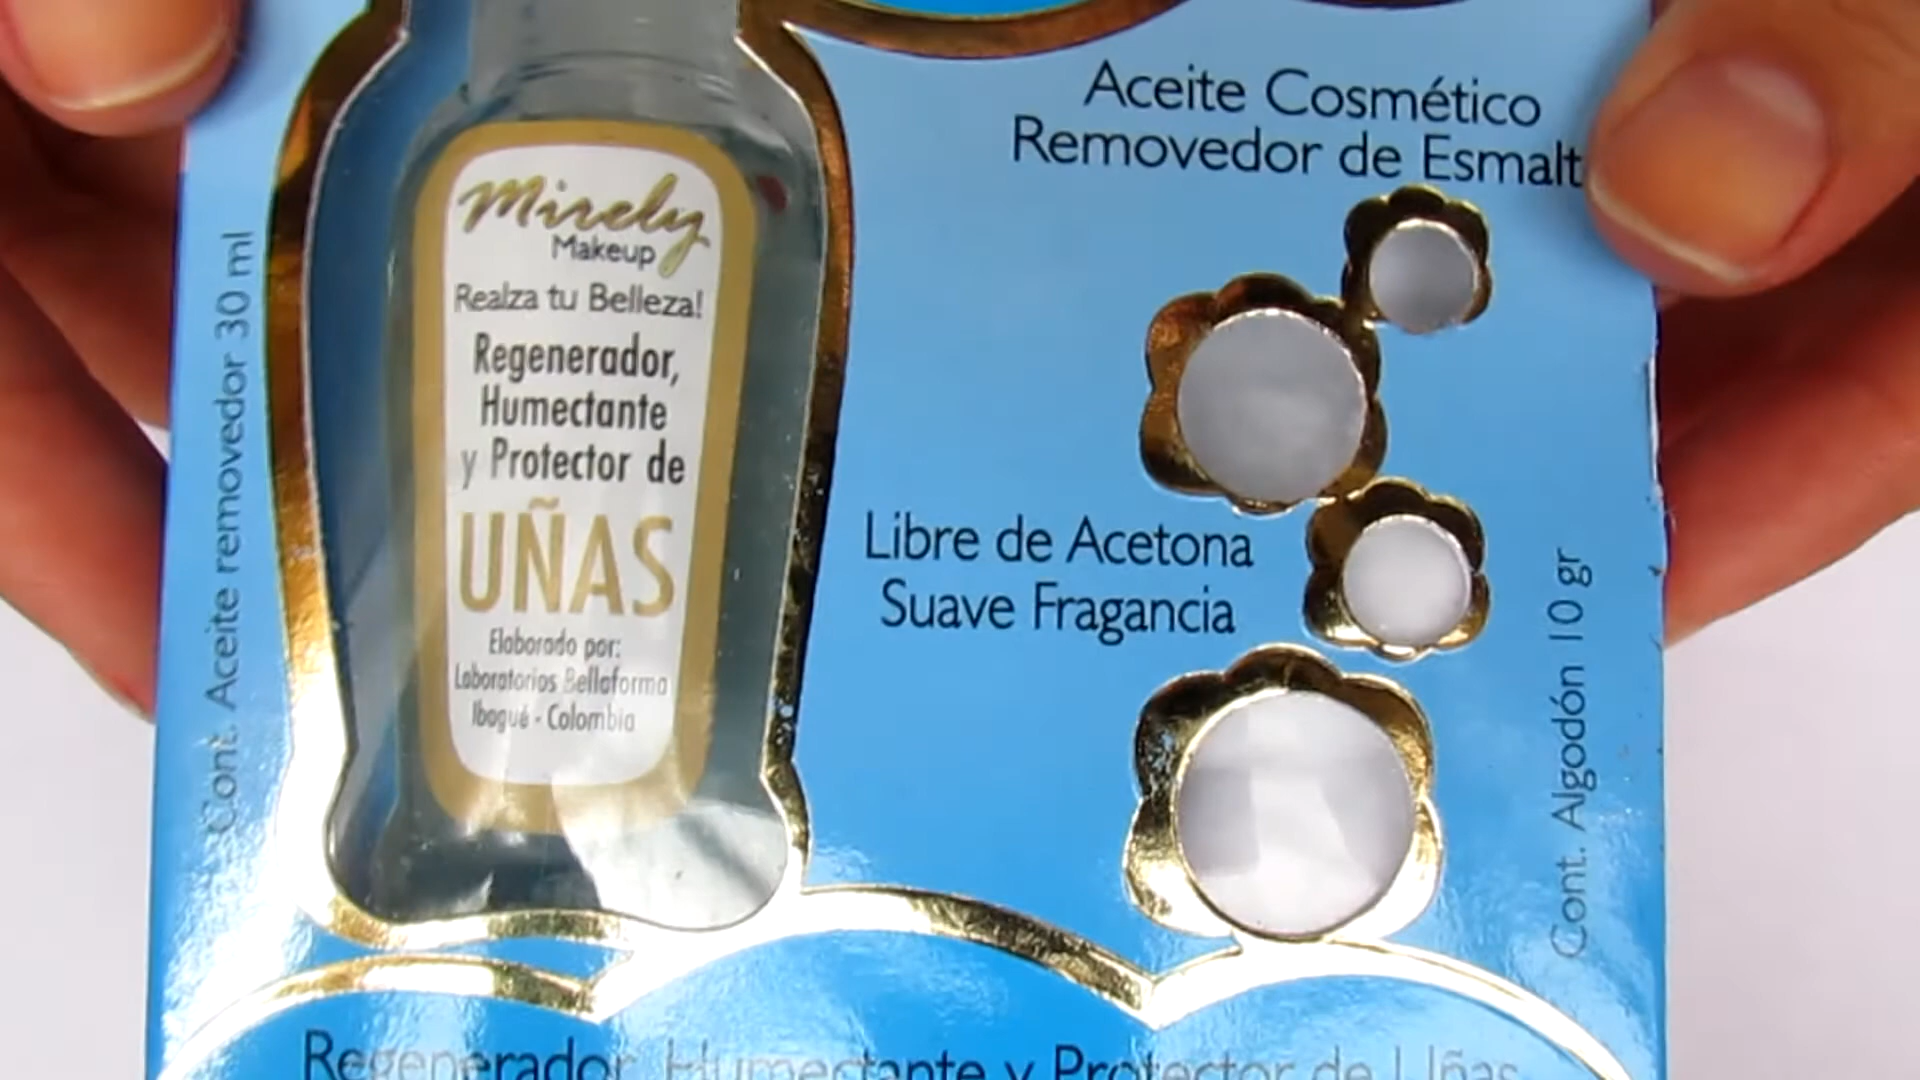 Aceite Cosmético
Removedor de Esmalt
Mirely
Makeup
Realza tu Belleza!
Regenerador,
Humectante
y Protector de
UÑAS
Elaborado por:
Laboratorios Bellaforma
Ibagué - Colombia
Libre de Acetona
Suave Fragancia
Cont. Aceite removedor 30 ml
Cont. Algodón 10 gr
Regenerador, Humectante y Protector de Uñas